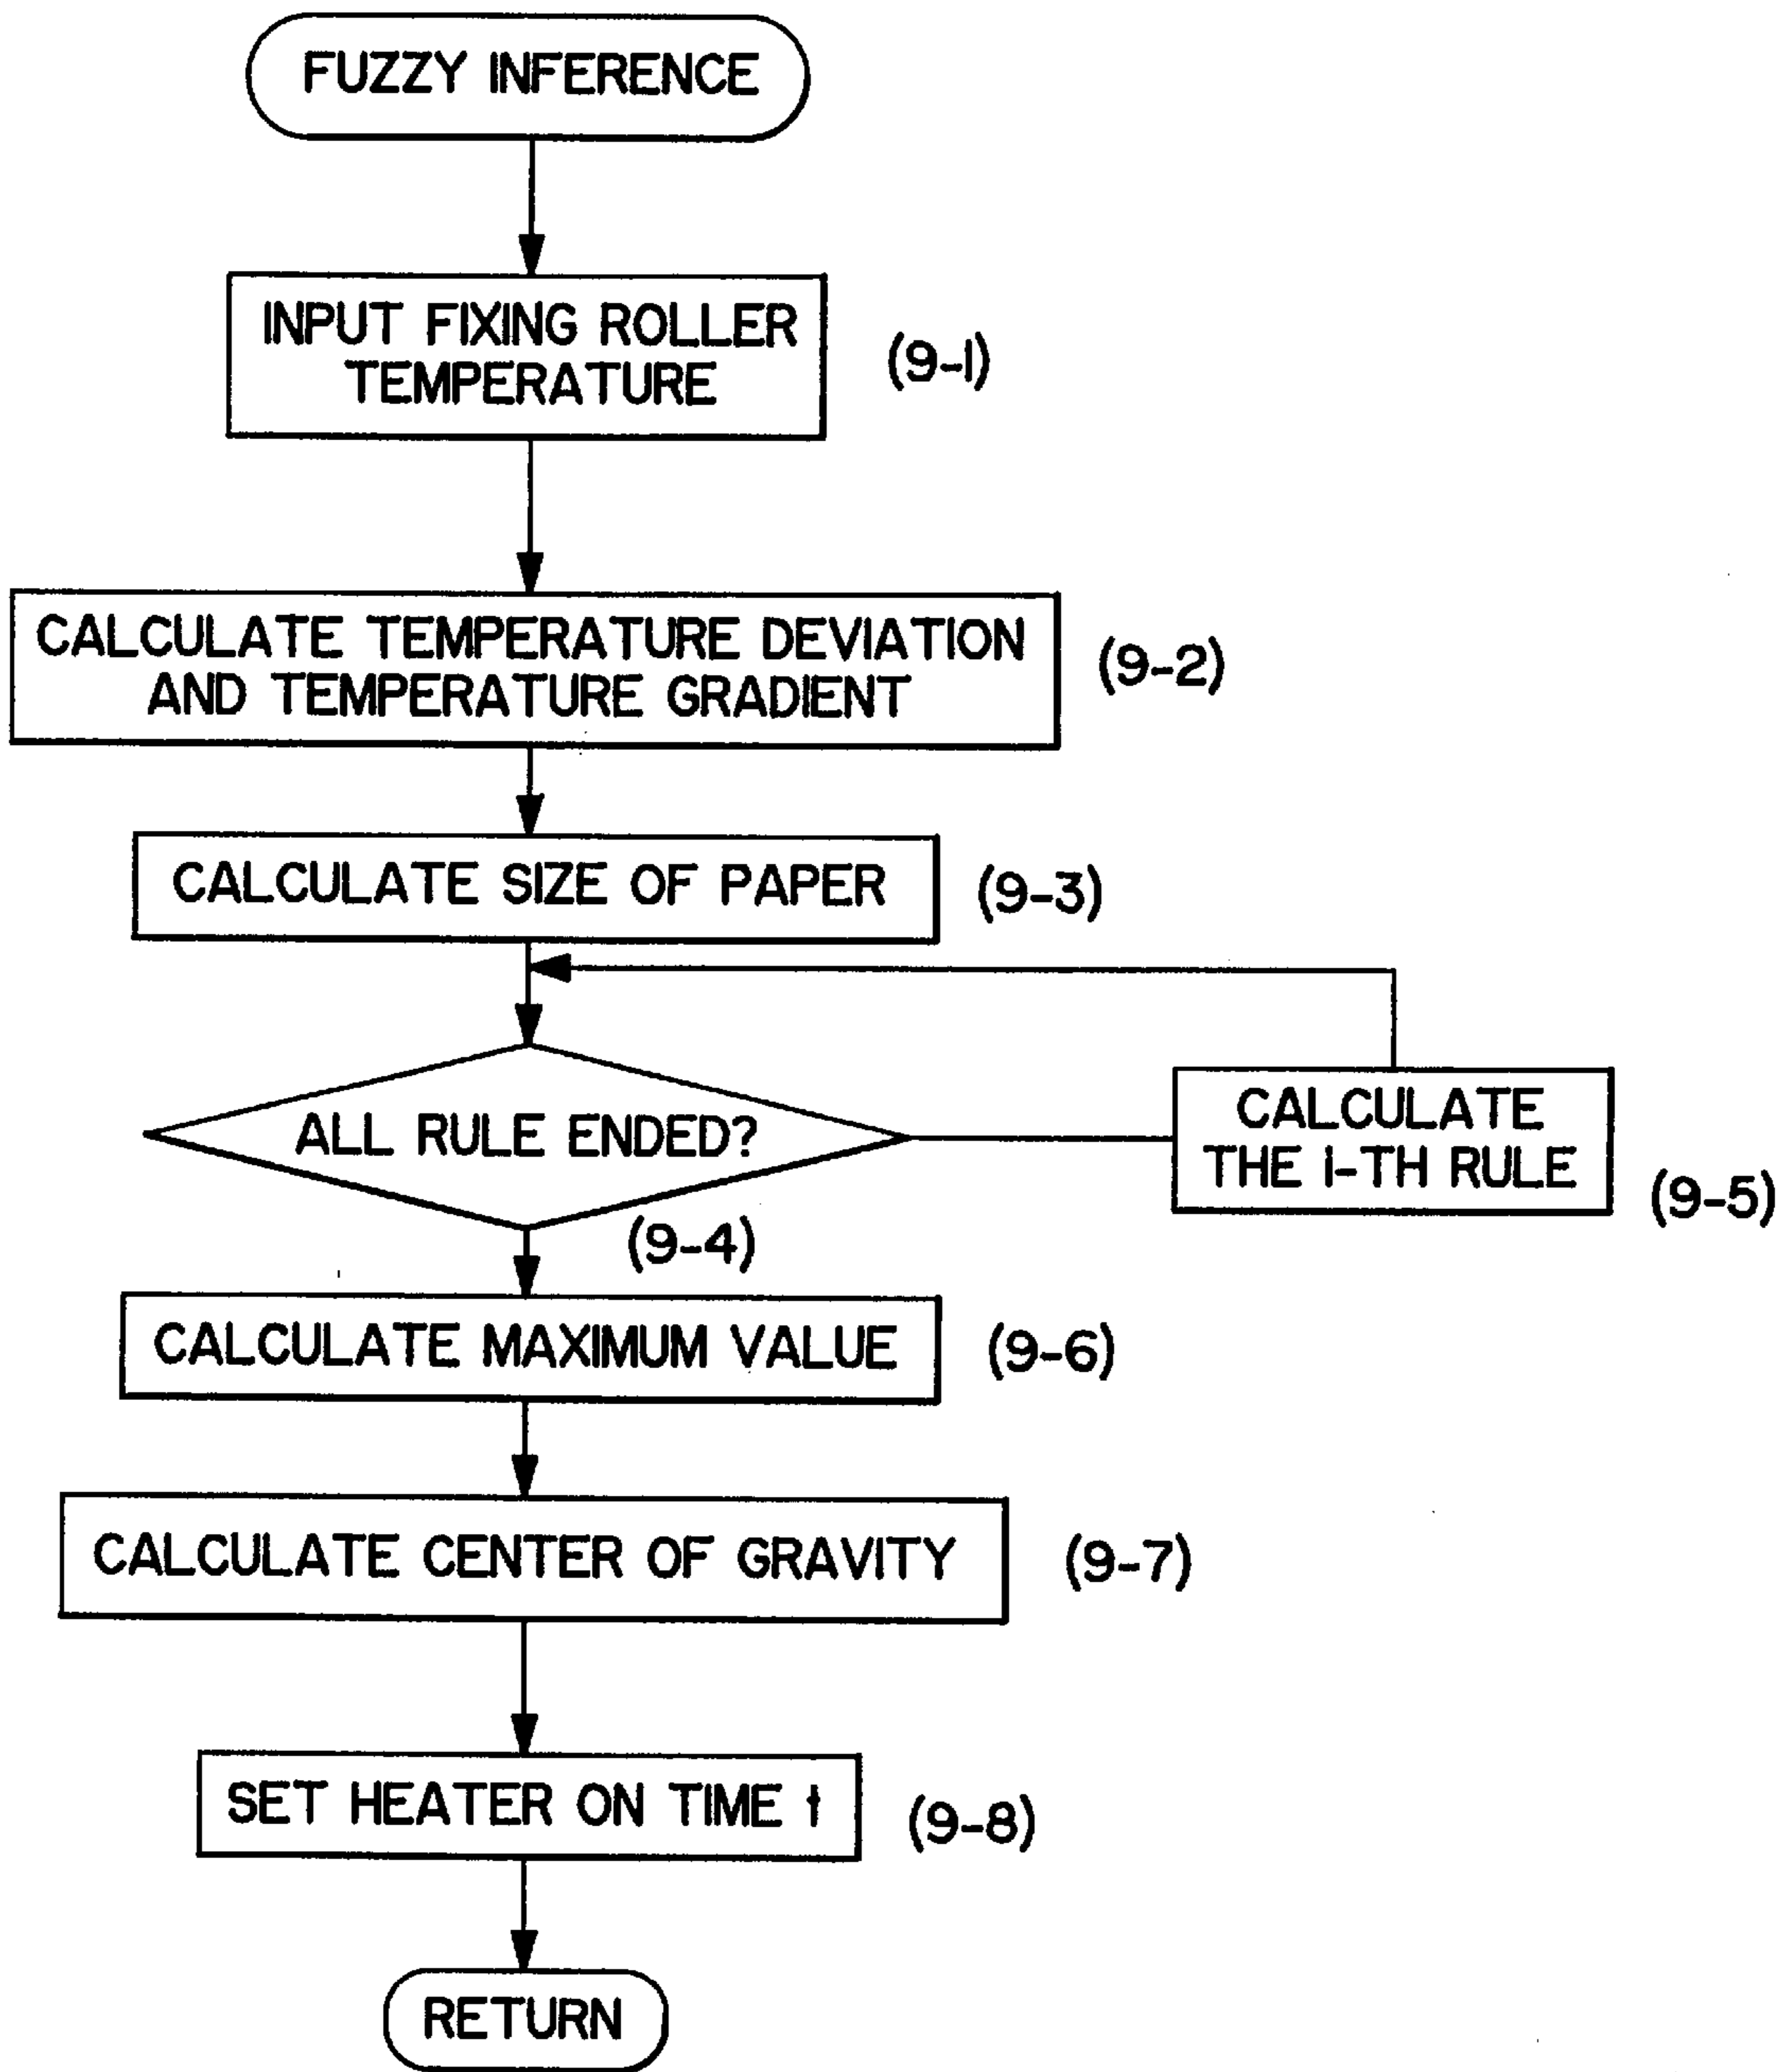 FUZZY INFERENCE
INPUT FIXING ROLLER
TEMPERATURE
(9-1)
CALCULATE TEMPERATURE DEVIATION
AND TEMPERATURE GRADIENT
(9-2)
CALCULATE SIZE OF PAPER
(9-3)
ALL RULE ENDED?
(9-4)
CALCULATE
THE I-TH RULE
(9-5)
CALCULATE MAXIMUM VALUE
(9-6)
CALCULATE CENTER OF GRAVITY
(9-7)
SET HEATER ON TIME t
(9-8)
RETURN